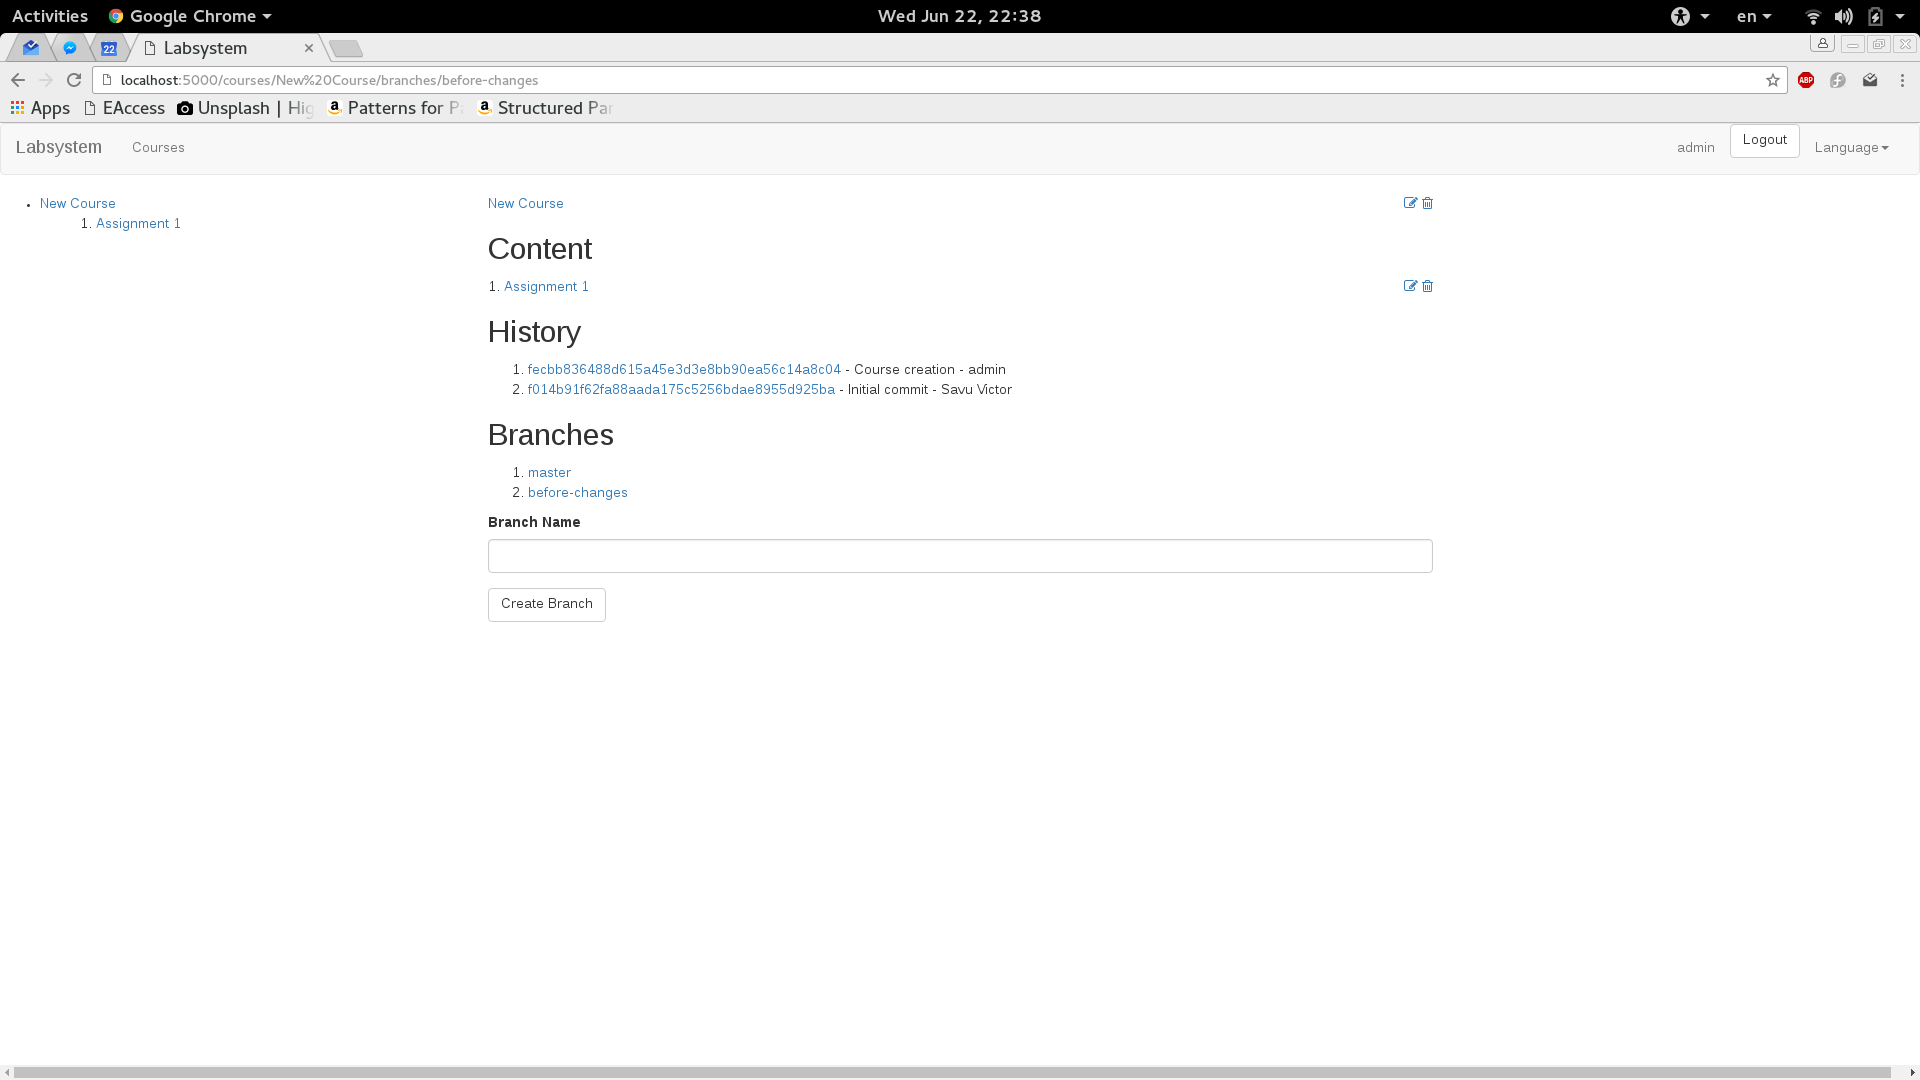 Activities Google Chrome Wed Jun 22, 22:38 en
22 Labsystem
localhost:5000/courses/New%20Course/branches/before-changes ABP
Apps EAccess Unsplash | Hig Patterns for P Structured Par
Labsystem Courses admin Logout Language
• New Course
1. Assignment 1
New Course
Content
1. Assignment 1
History
1. fecbb836488d615a45e3d3e8bb90ea56c14a8c04 - Course creation - admin
2. f014b91f62fa88aada175c5256bdae8955d925ba - Initial commit - Savu Victor
Branches
1. master
2. before-changes
Branch Name
Create Branch